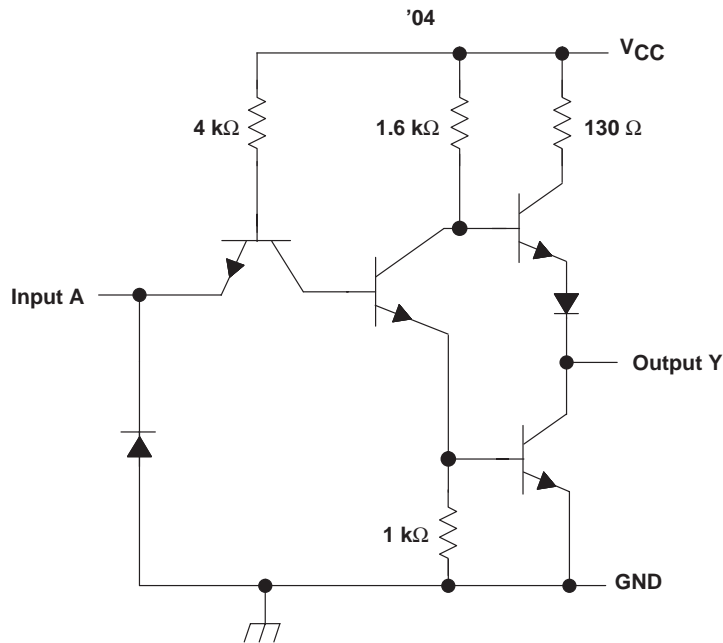 '04
VCC
4 kΩ
1.6 kΩ
130 Ω
Input A
Output Y
1 kΩ
GND